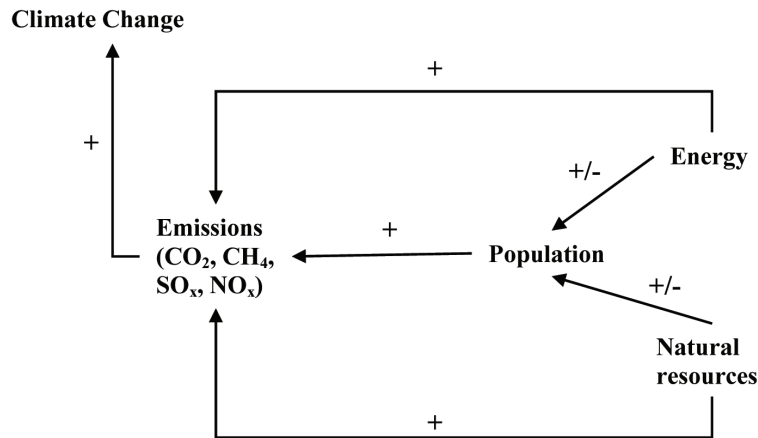 Climate Change
+
+
Energy
+/-
Emissions
(CO₂, CH₄,
SOₓ, NOₓ)
+
Population
+/-
Natural
resources
+